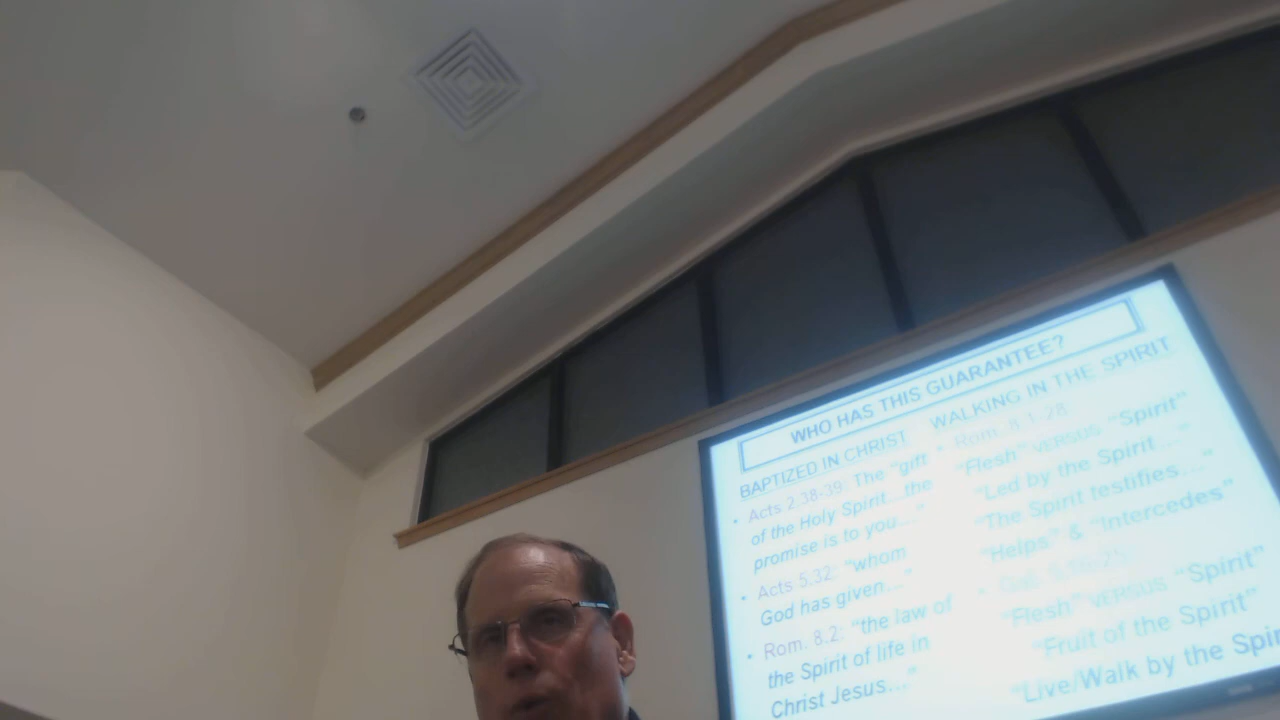 WHO HAS THIS GUARANTEE?
BAPTIZED IN CHRIST
• Acts 2.38-39: The "gift
of the Holy Spirit...the
promise is to you..."
• Acts 5.32: "whom
God has given..."
• Rom. 8.2: "the law of
the Spirit of life in
Christ Jesus..."
WALKING IN THE SPIRIT
• Rom. 8.1-28
"Flesh" VERSUS "Spirit"
"Led by the Spirit..."
"The Spirit testifies..."
"Helps" & "Intercedes"
• Gal.
"Flesh" VERSUS "Spirit"
"Fruit of the Spirit"
"Live/Walk by the Spir